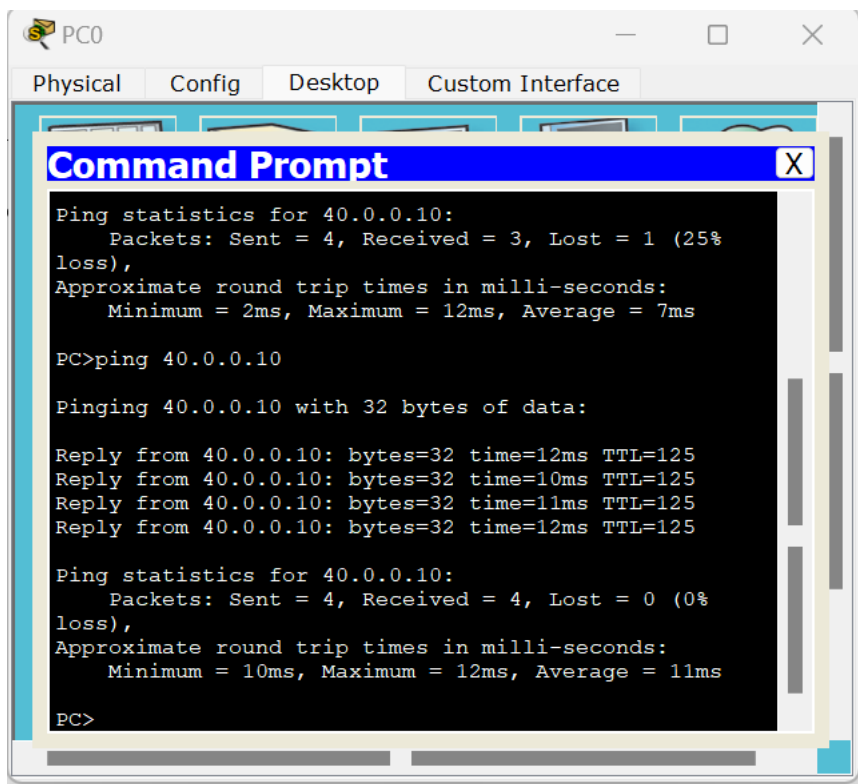 PC0
Physical Config Desktop Custom Interface
Command Prompt
X
Ping statistics for 40.0.0.10:
    Packets: Sent = 4, Received = 3, Lost = 1 (25%
loss),
Approximate round trip times in milli-seconds:
    Minimum = 2ms, Maximum = 12ms, Average = 7ms
PC>ping 40.0.0.10
Pinging 40.0.0.10 with 32 bytes of data:
Reply from 40.0.0.10: bytes=32 time=12ms TTL=125
Reply from 40.0.0.10: bytes=32 time=10ms TTL=125
Reply from 40.0.0.10: bytes=32 time=11ms TTL=125
Reply from 40.0.0.10: bytes=32 time=12ms TTL=125
Ping statistics for 40.0.0.10:
    Packets: Sent = 4, Received = 4, Lost = 0 (0%
loss),
Approximate round trip times in milli-seconds:
    Minimum = 10ms, Maximum = 12ms, Average = 11ms
PC>